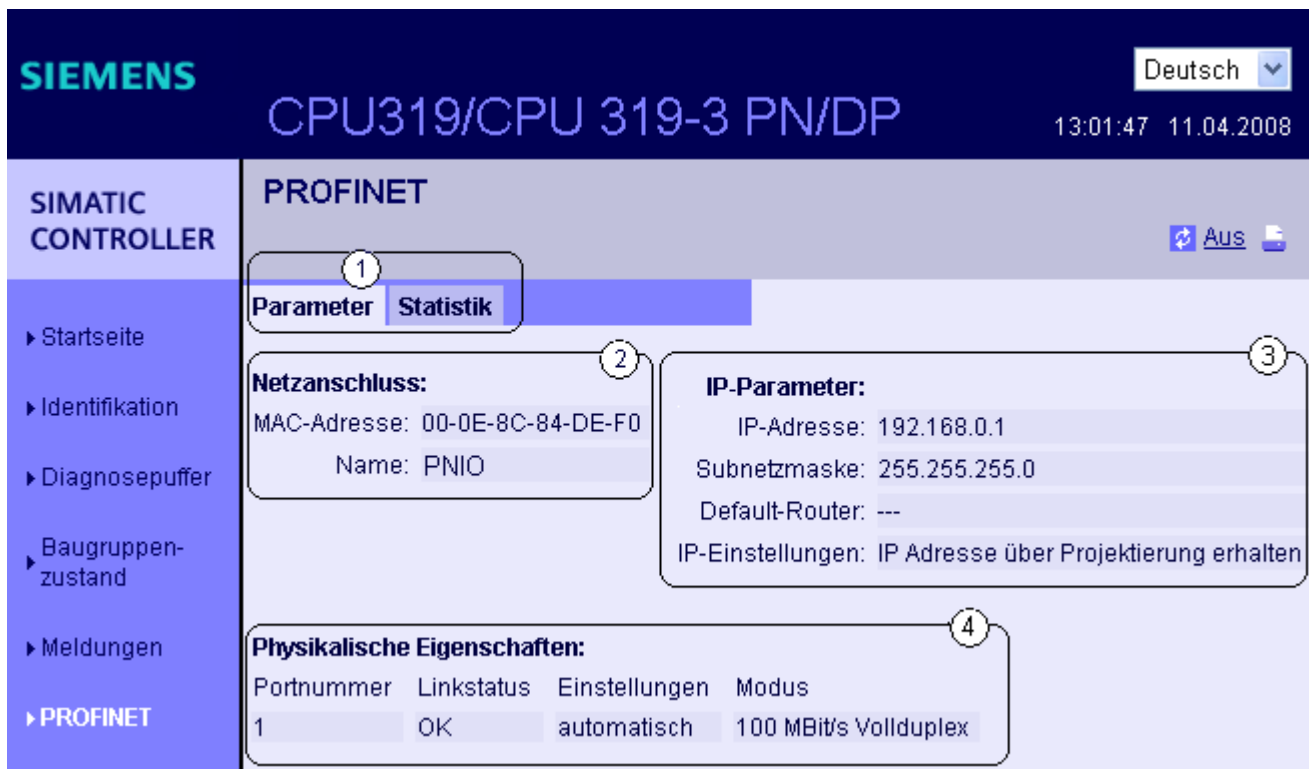 SIEMENS
Deutsch
CPU319/CPU 319-3 PN/DP
13:01:47 11.04.2008
SIMATIC
CONTROLLER
PROFINET
Aus
1
Parameter Statistik
Startseite
Identifikation
Diagnosepuffer
Baugruppen-
zustand
Meldungen
PROFINET
2
Netzanschluss:
MAC-Adresse: 00-0E-8C-84-DE-F0
Name: PNIO
3
IP-Parameter:
IP-Adresse: 192.168.0.1
Subnetzmaske: 255.255.255.0
Default-Router: ---
IP-Einstellungen: IP Adresse über Projektierung erhalten
4
Physikalische Eigenschaften:
Portnummer Linkstatus Einstellungen Modus
1 OK automatisch 100 MBit/s Vollduplex